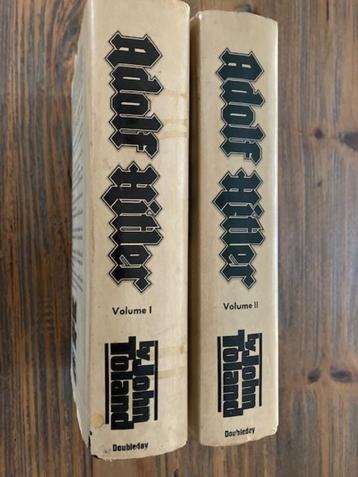 Adolf Hitler
Volume I
by John
Toland
Doubleday
Adolf Hitler
Volume II
by John
Toland
Doubleday